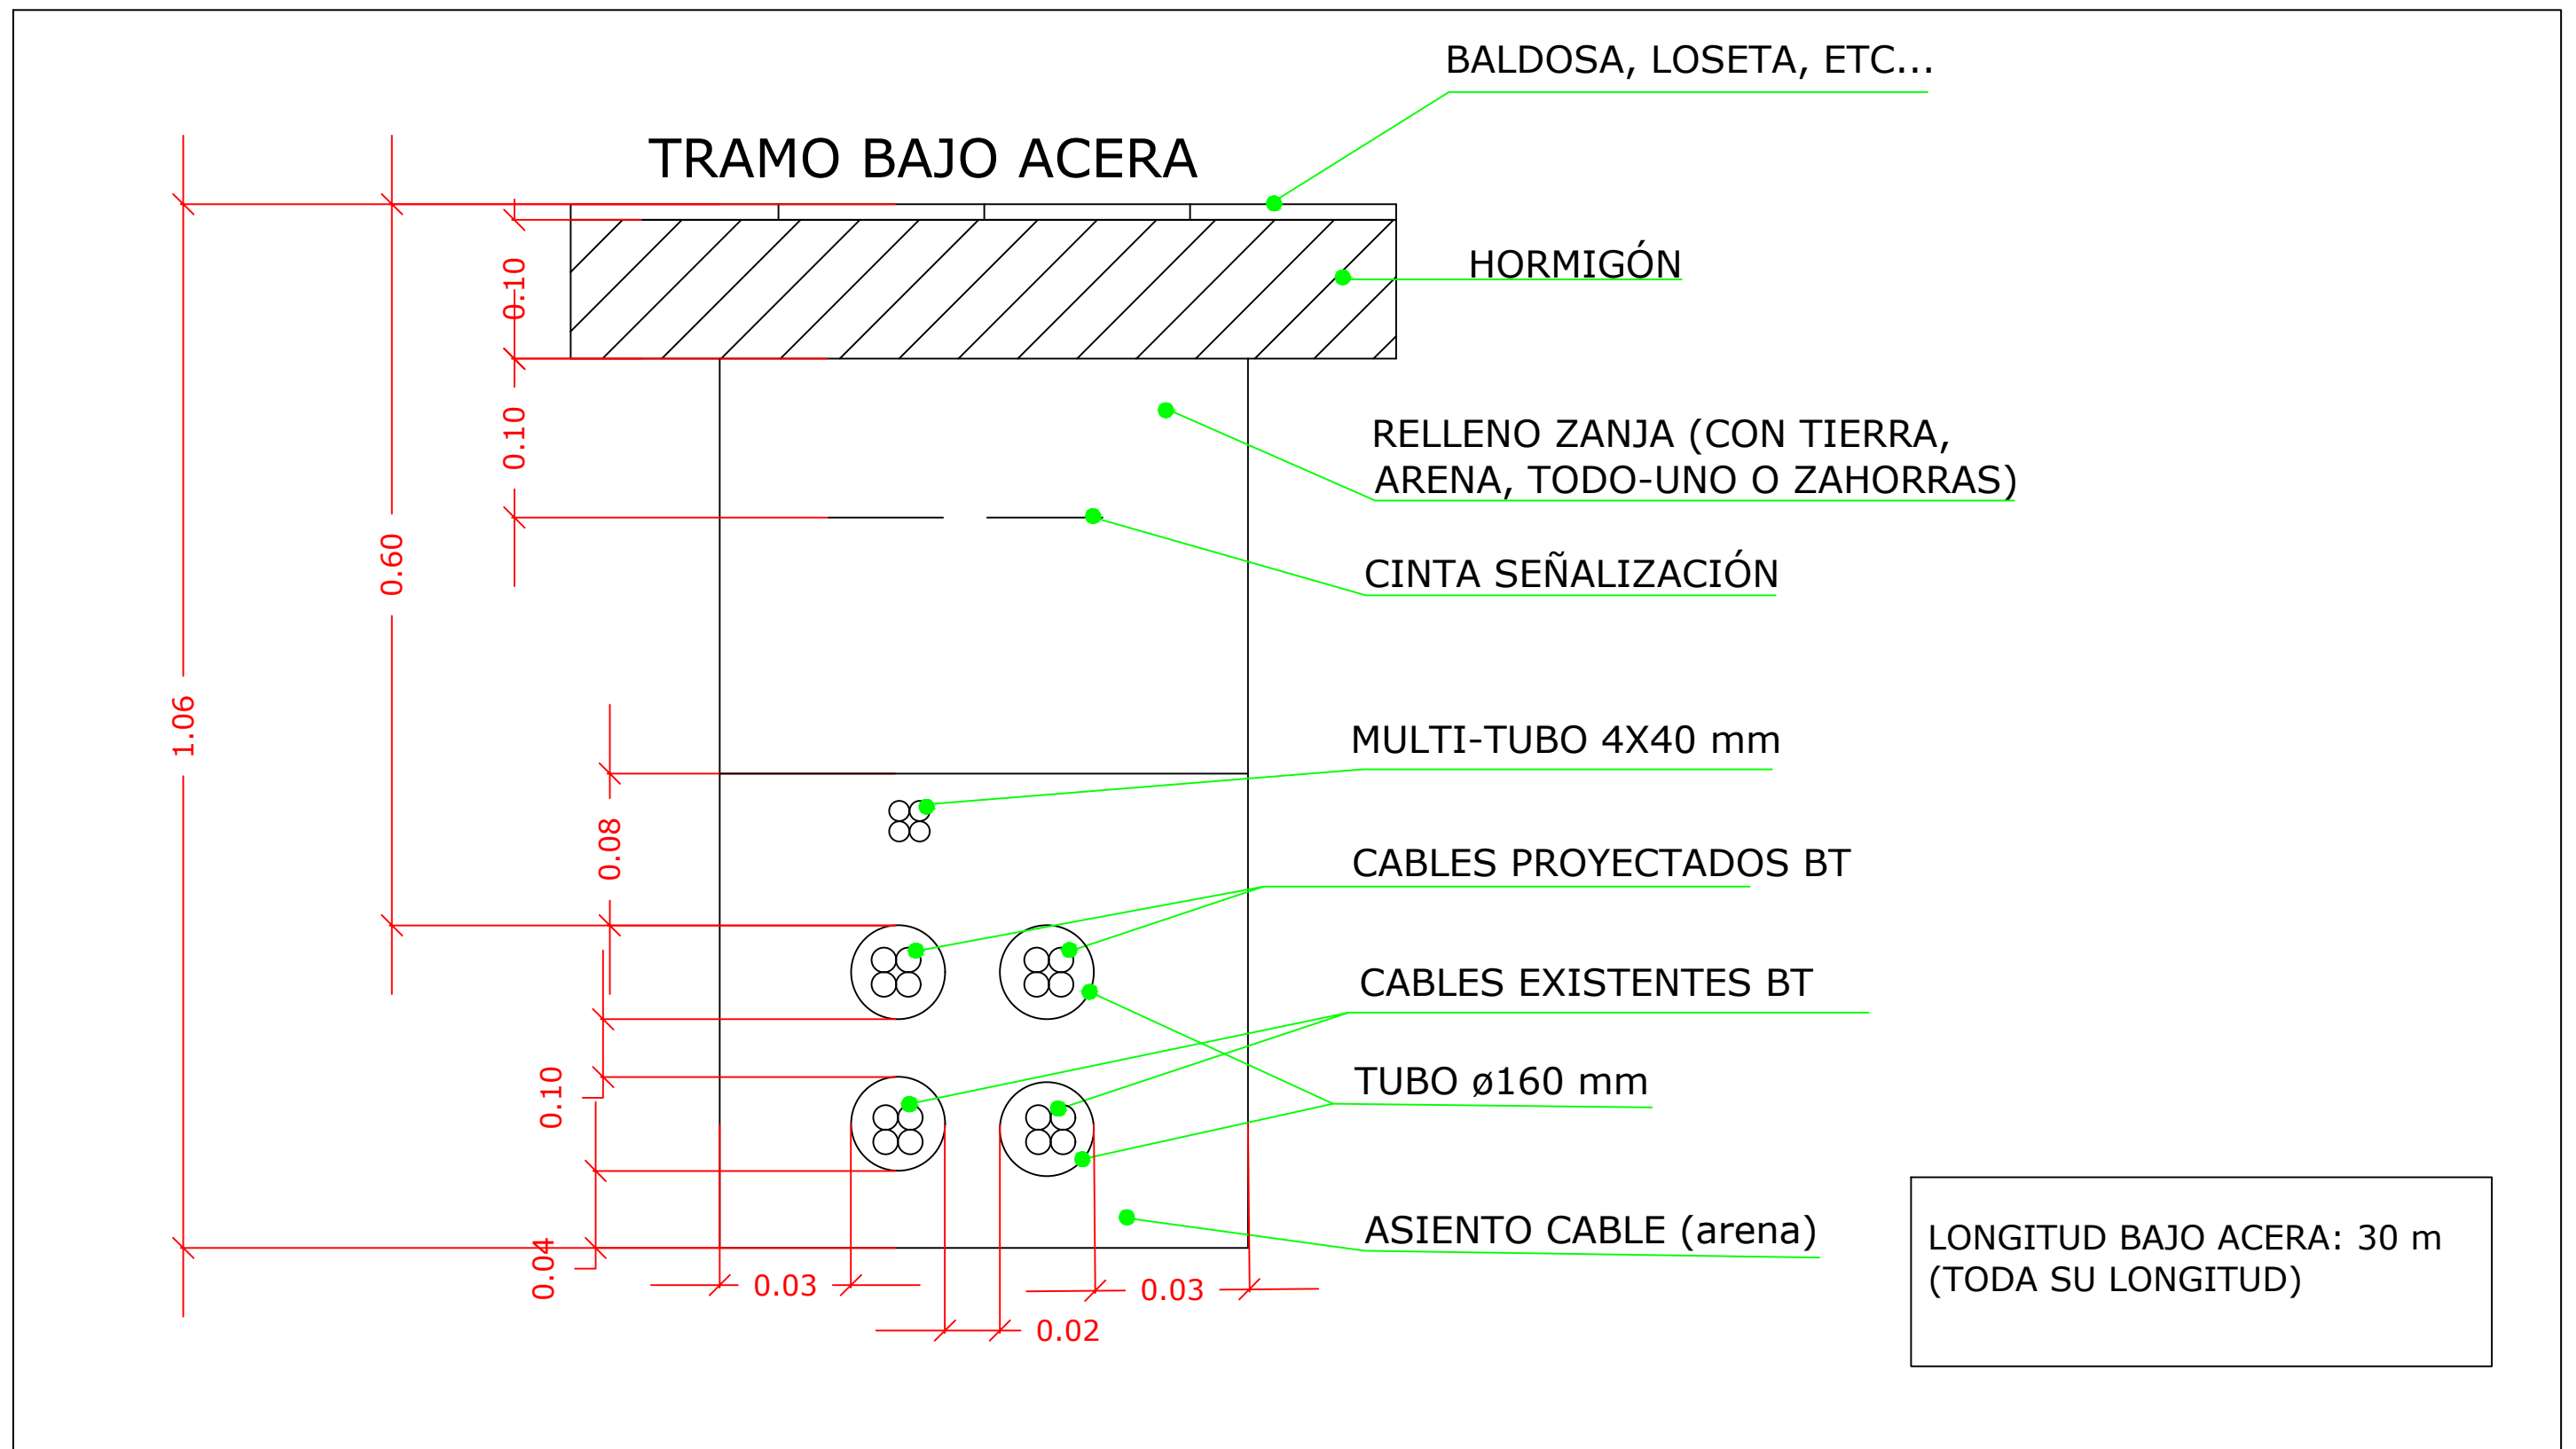 BALDOSA, LOSETA, ETC...
TRAMO BAJO ACERA
HORMIGÓN
0.10
RELLENO ZANJA (CON TIERRA,
ARENA, TODO-UNO O ZAHORRAS)
0.10
0.60
CINTA SEÑALIZACIÓN
1.06
MULTI-TUBO 4X40 mm
0.08
CABLES PROYECTADOS BT
CABLES EXISTENTES BT
0.10
TUBO ø160 mm
ASIENTO CABLE (arena)
0.04
0.03
0.03
0.02
LONGITUD BAJO ACERA: 30 m
(TODA SU LONGITUD)